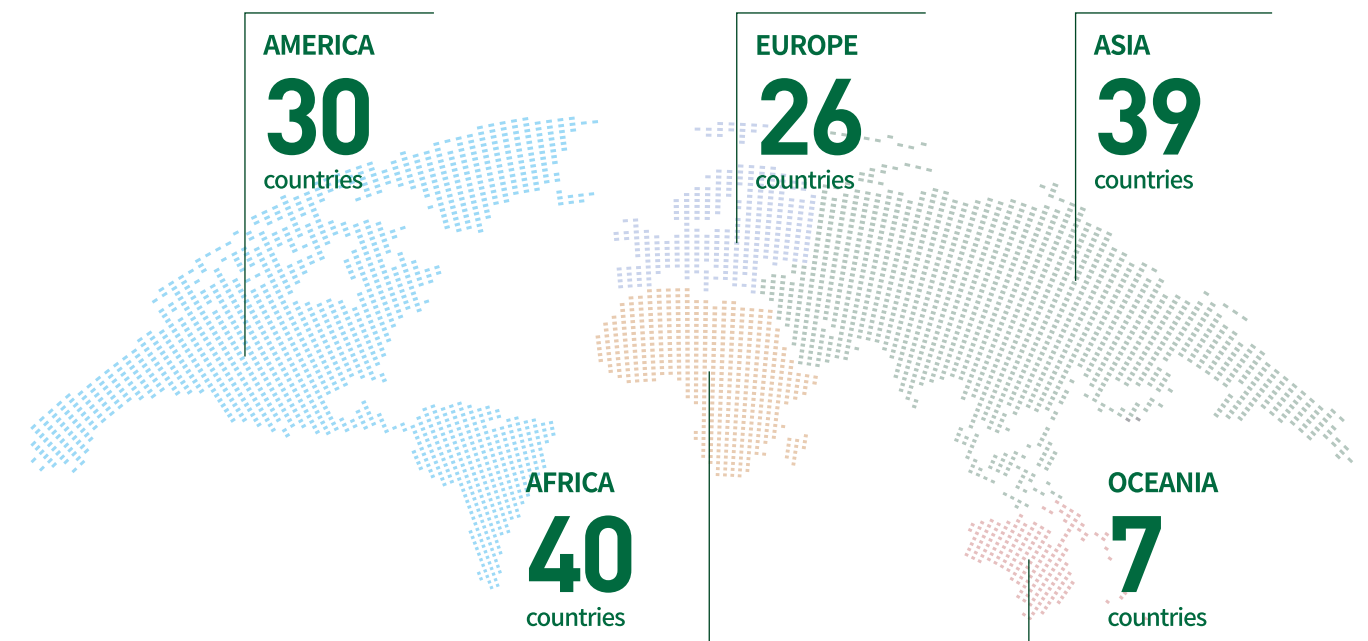 AMERICA
30
countries
EUROPE
26
countries
ASIA
39
countries
AFRICA
40
countries
OCEANIA
7
countries